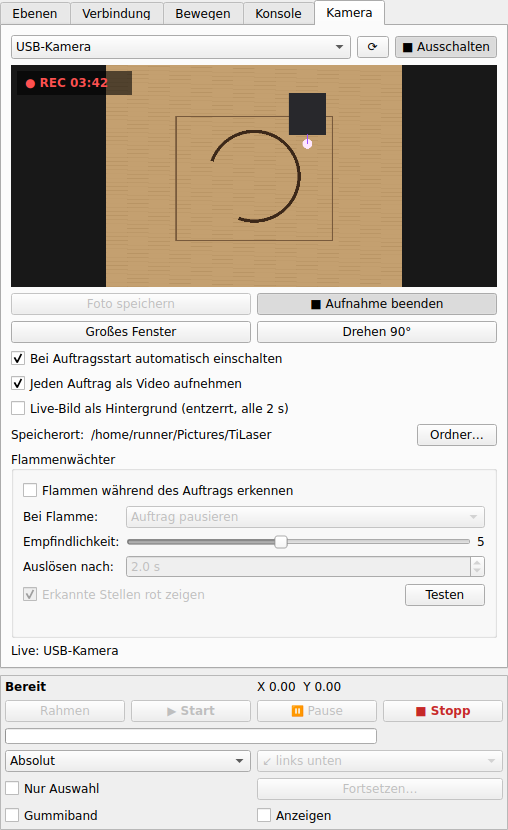 Ebenen Verbindung Bewegen Konsole Kamera
USB-Kamera ⟳ ■ Ausschalten
● REC 03:42
Foto speichern ■ Aufnahme beenden
Großes Fenster Drehen 90°
Bei Auftragsstart automatisch einschalten
Jeden Auftrag als Video aufnehmen
Live-Bild als Hintergrund (entzerrt, alle 2 s)
Speicherort: /home/runner/Pictures/TiLaser Ordner...
Flammenwächter
Flammen während des Auftrags erkennen
Bei Flamme: Auftrag pausieren
Empfindlichkeit: 5
Auslösen nach: 2.0 s
Erkannte Stellen rot zeigen Testen
Live: USB-Kamera
Bereit X 0.00 Y 0.00
Rahmen ▶ Start ⏸ Pause ■ Stopp
Absolut ↙ links unten
Nur Auswahl Fortsetzen...
Gummiband Anzeigen